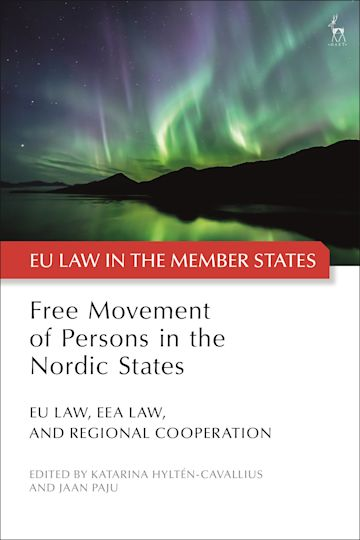 •HART•
EU LAW IN THE MEMBER STATES
Free Movement
of Persons in the
Nordic States
EU LAW, EEA LAW,
AND REGIONAL COOPERATION
EDITED BY KATARINA HYLTÉN-CAVALLIUS
AND JAAN PAJU